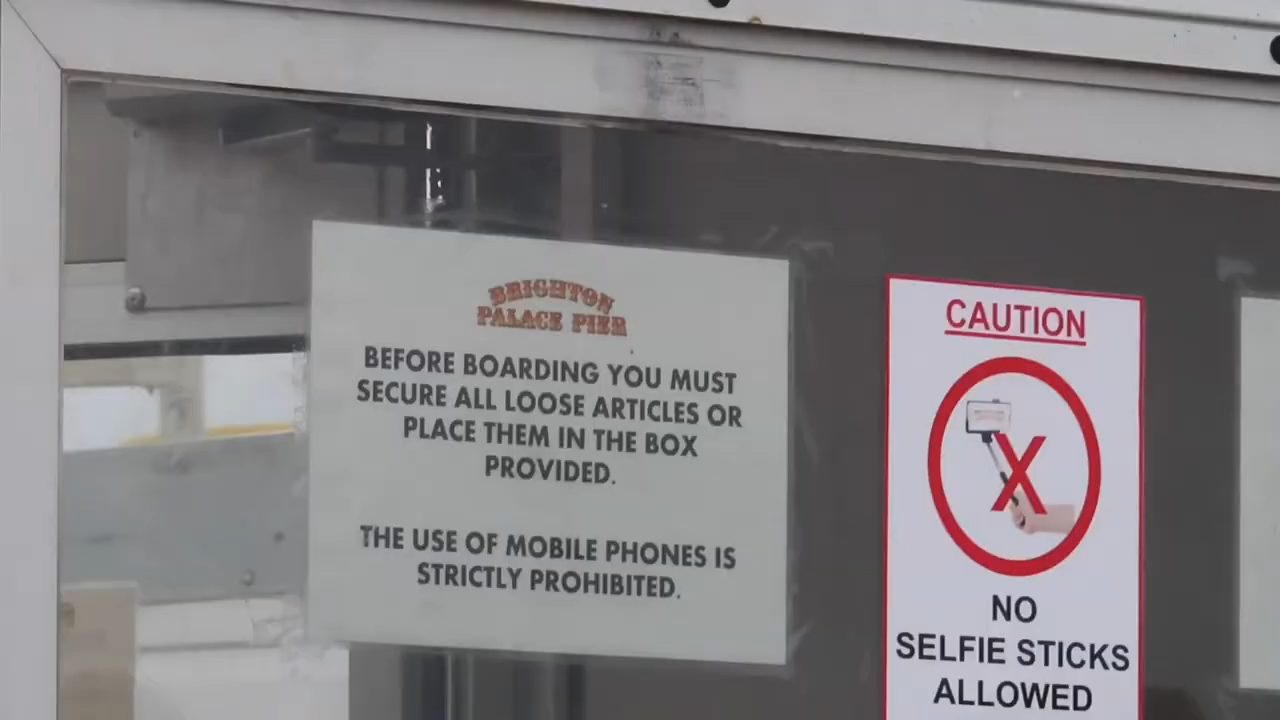 BRIGHTON
PALACE PIER
BEFORE BOARDING YOU MUST
SECURE ALL LOOSE ARTICLES OR
PLACE THEM IN THE BOX
PROVIDED.
THE USE OF MOBILE PHONES IS
STRICTLY PROHIBITED.
CAUTION
X
NO
SELFIE STICKS
ALLOWED